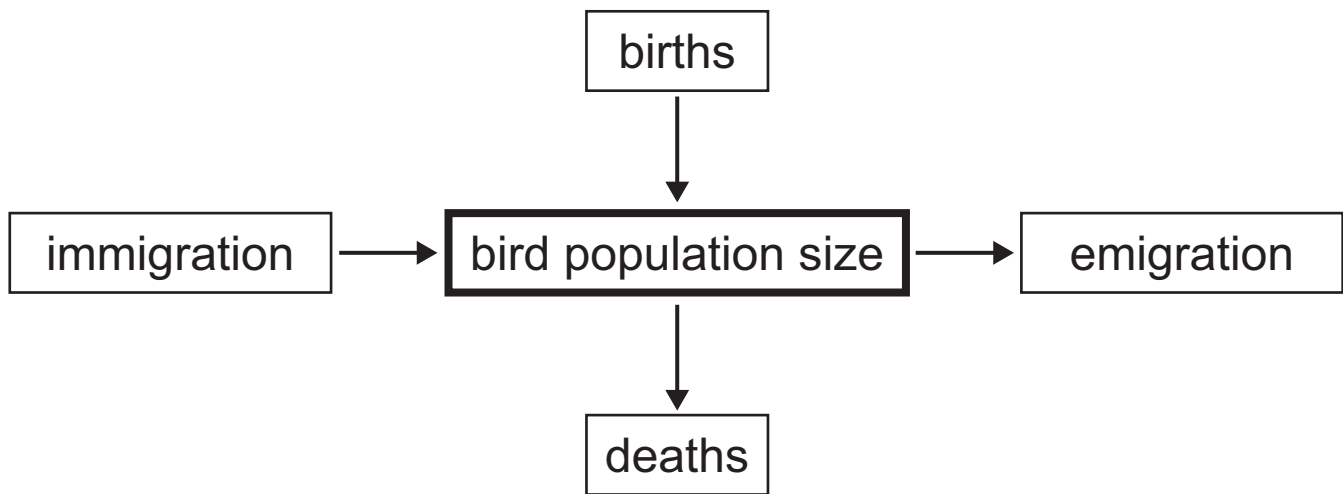 births
immigration
bird population size
emigration
deaths